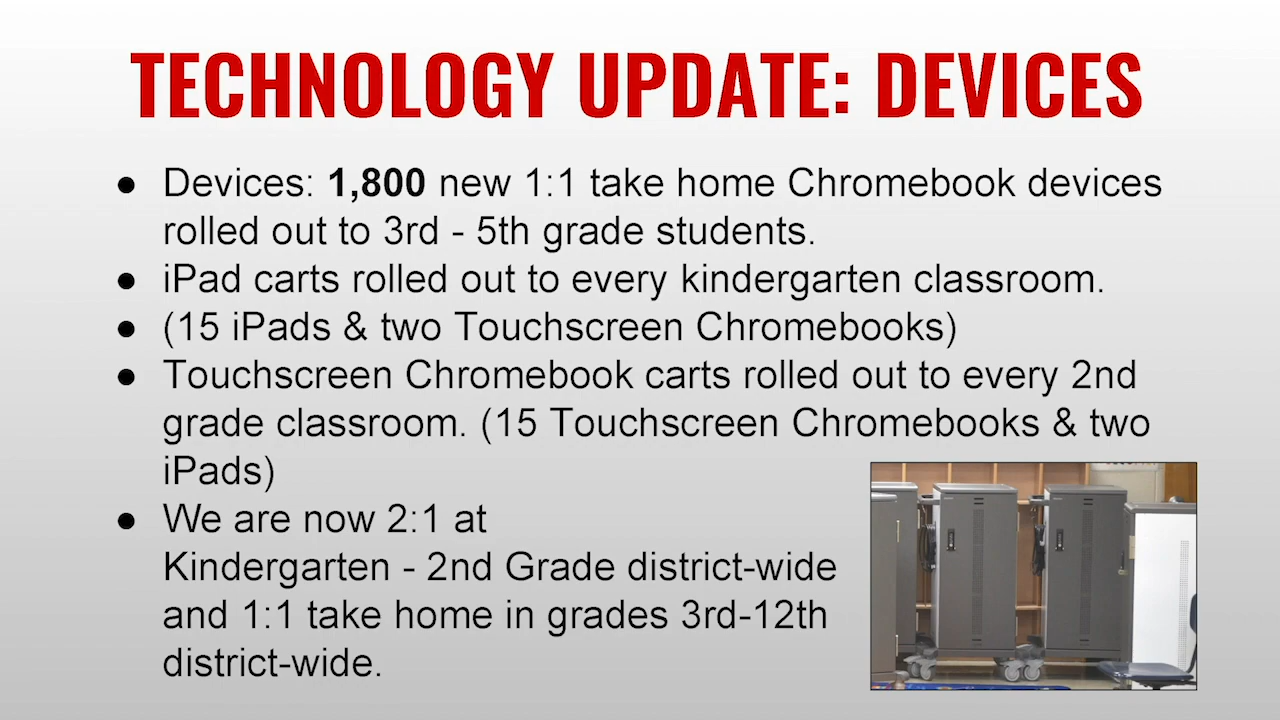 TECHNOLOGY UPDATE: DEVICES
● Devices: 1,800 new 1:1 take home Chromebook devices
rolled out to 3rd - 5th grade students.
● iPad carts rolled out to every kindergarten classroom.
● (15 iPads & two Touchscreen Chromebooks)
● Touchscreen Chromebook carts rolled out to every 2nd
grade classroom. (15 Touchscreen Chromebooks & two
iPads)
● We are now 2:1 at
Kindergarten - 2nd Grade district-wide
and 1:1 take home in grades 3rd-12th
district-wide.